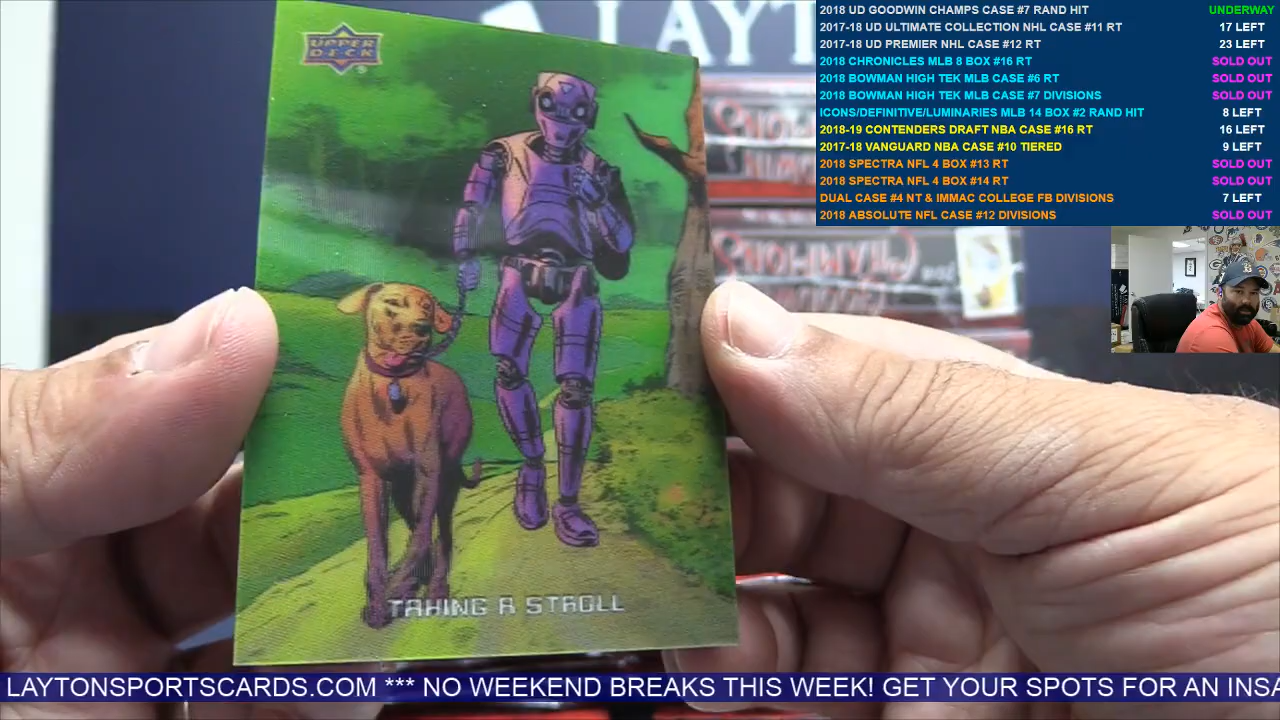 UPPER DECK
TAKING A STROLL
LAYT
2018 UD GOODWIN CHAMPS CASE #7 RAND HIT UNDERWAY
2017-18 UD ULTIMATE COLLECTION NHL CASE #11 RT 17 LEFT
2017-18 UD PREMIER NHL CASE #12 RT 23 LEFT
2018 CHRONICLES MLB 8 BOX #16 RT SOLD OUT
2018 BOWMAN HIGH TEK MLB CASE #6 RT SOLD OUT
2018 BOWMAN HIGH TEK MLB CASE #7 DIVISIONS SOLD OUT
ICONS/DEFINITIVE/LUMINARIES MLB 14 BOX #2 RAND HIT 8 LEFT
2018-19 CONTENDERS DRAFT NBA CASE #16 RT 16 LEFT
2017-18 VANGUARD NBA CASE #10 TIERED 9 LEFT
2018 SPECTRA NFL 4 BOX #13 RT SOLD OUT
2018 SPECTRA NFL 4 BOX #14 RT SOLD OUT
DUAL CASE #4 NT & IMMAC COLLEGE FB DIVISIONS 7 LEFT
2018 ABSOLUTE NFL CASE #12 DIVISIONS SOLD OUT
LAYTONSPORTSCARDS.COM *** NO WEEKEND BREAKS THIS WEEK! GET YOUR SPOTS FOR AN INSA